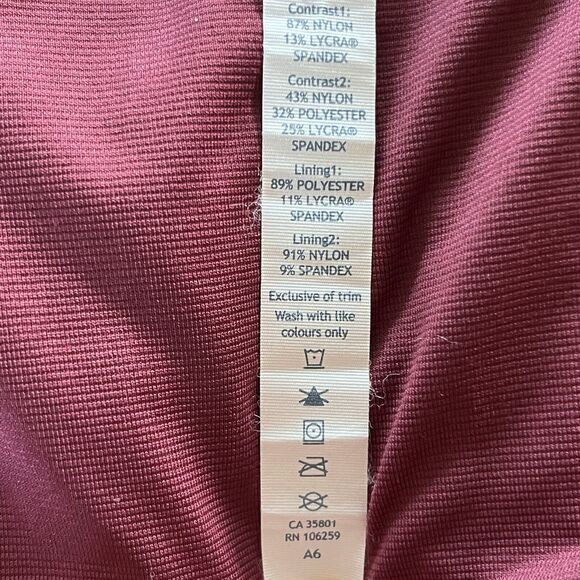 Contrast1:
87% NYLON
13% LYCRA®
SPANDEX
Contrast2:
43% NYLON
32% POLYESTER
25% LYCRA®
SPANDEX
Lining1:
89% POLYESTER
11% LYCRA®
SPANDEX
Lining2:
91% NYLON
9% SPANDEX
Exclusive of trim
Wash with like
colours only
CA 35801
RN 106259
A6